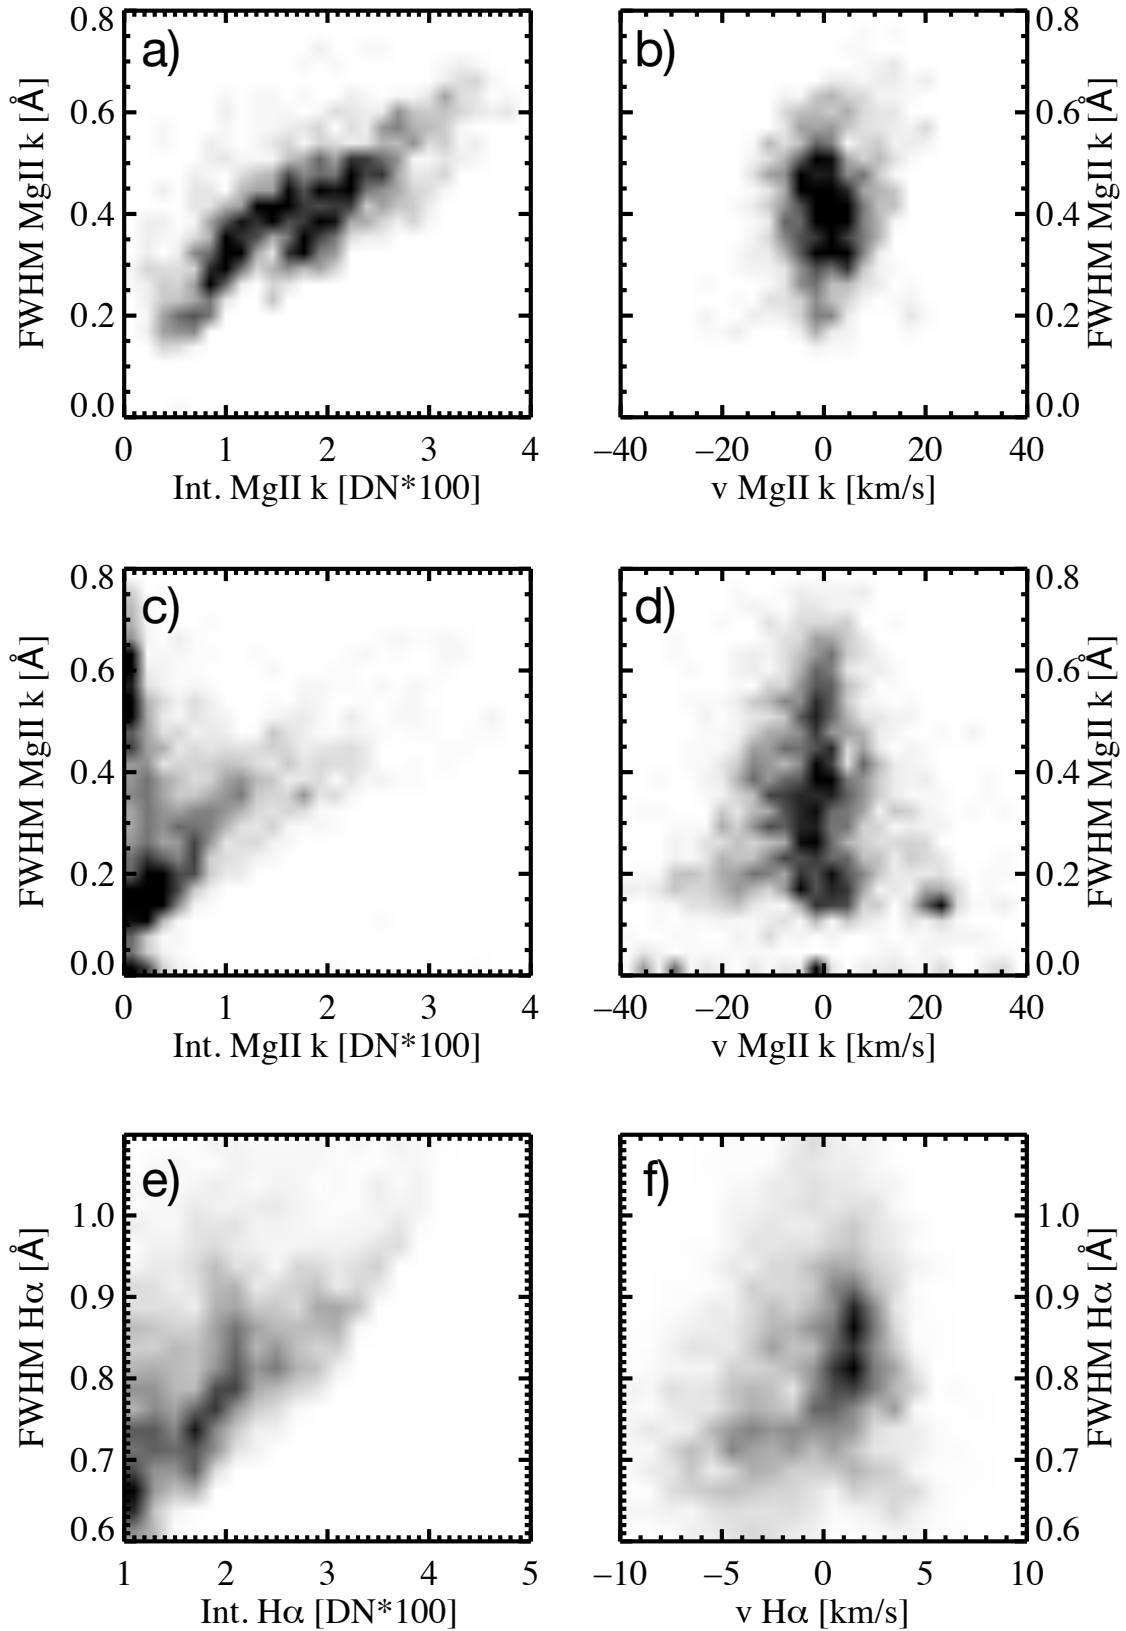 a)
0.8
0.6
0.4
0.2
0.0
FWHM MgII k [Å]
0 1 2 3 4
Int. MgII k [DN*100]
b)
0.8
0.6
0.4
0.2
0.0
FWHM MgII k [Å]
−40 −20 0 20 40
v MgII k [km/s]
c)
0.8
0.6
0.4
0.2
0.0
FWHM MgII k [Å]
0 1 2 3 4
Int. MgII k [DN*100]
d)
0.8
0.6
0.4
0.2
0.0
FWHM MgII k [Å]
−40 −20 0 20 40
v MgII k [km/s]
e)
1.0
0.9
0.8
0.7
0.6
FWHM Hα [Å]
1 2 3 4 5
Int. Hα [DN*100]
f)
1.0
0.9
0.8
0.7
0.6
FWHM Hα [Å]
−10 −5 0 5 10
v Hα [km/s]